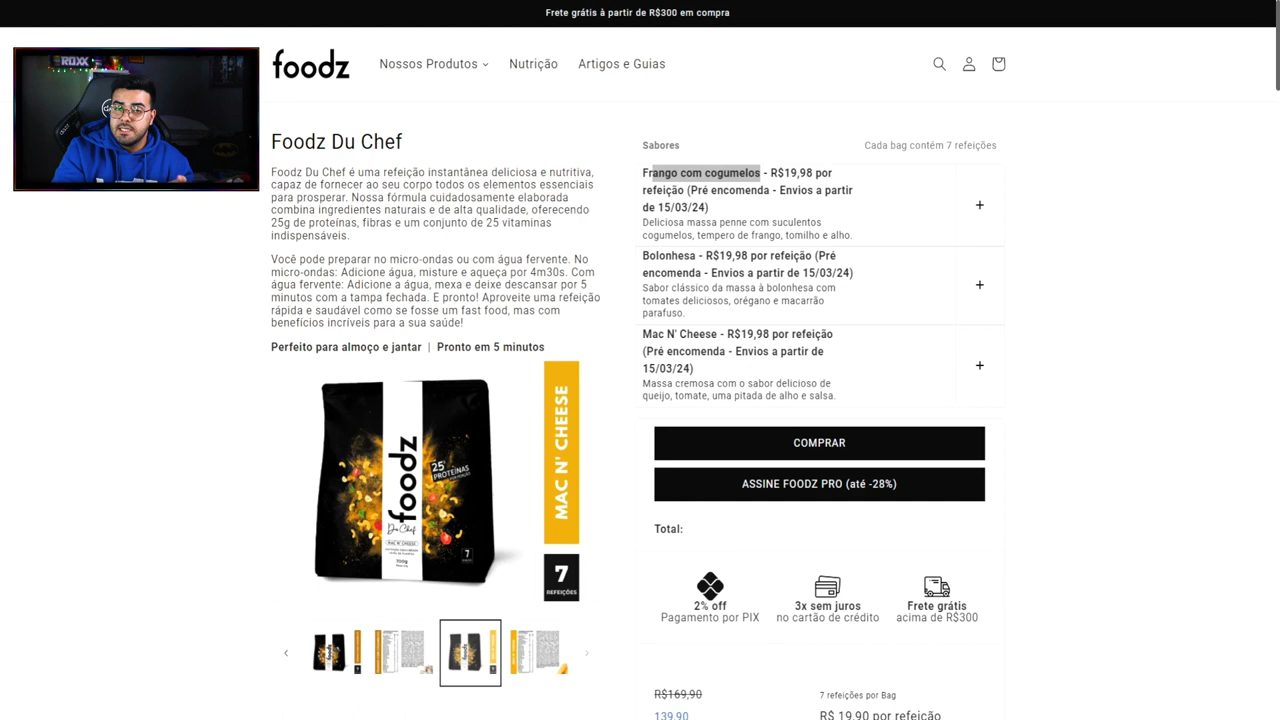 Frete grátis à partir de R$300 em compra
ROXX
foodz
Nossos Produtos
Nutrição
Artigos e Guias
Foodz Du Chef
Foodz Du Chef é uma refeição instantânea deliciosa e nutritiva,
capaz de fornecer ao seu corpo todos os elementos essenciais
para prosperar. Nossa fórmula cuidadosamente elaborada
combina ingredientes naturais e de alta qualidade, oferecendo
25g de proteínas, fibras e um conjunto de 25 vitaminas
indispensáveis.
Você pode preparar no micro-ondas ou com água fervente. No
micro-ondas: Adicione água, misture e aqueça por 4m30s. Com
água fervente: Adicione a água, mexa e deixe descansar por 5
minutos com a tampa fechada. E pronto! Aproveite uma refeição
rápida e saudável como se fosse um fast food, mas com
benefícios incríveis para a sua saúde!
Perfeito para almoço e jantar | Pronto em 5 minutos
foodz
Du Chef
MAC N' CHEESE
25g
PROTEÍNAS
700g
7
MAC N' CHEESE
7
REFEIÇÕES
Sabores
Cada bag contém 7 refeições
Frango com cogumelos - R$19,98 por
refeição (Pré encomenda - Envios a partir
de 15/03/24)
Deliciosa massa penne com suculentos
cogumelos, tempero de frango, tomilho e alho.
+
Bolonhesa - R$19,98 por refeição (Pré
encomenda - Envios a partir de 15/03/24)
Sabor clássico da massa à bolonhesa com
tomates deliciosos, orégano e macarrão
parafuso.
+
Mac N' Cheese - R$19,98 por refeição
(Pré encomenda - Envios a partir de
15/03/24)
Massa cremosa com o sabor delicioso de
queijo, tomate, uma pitada de alho e salsa.
+
COMPRAR
ASSINE FOODZ PRO (até -28%)
Total:
2% off
Pagamento por PIX
3x sem juros
no cartão de crédito
Frete grátis
acima de R$300
R$169,90
139,90
7 refeições por Bag
R$ 19,90 por refeição